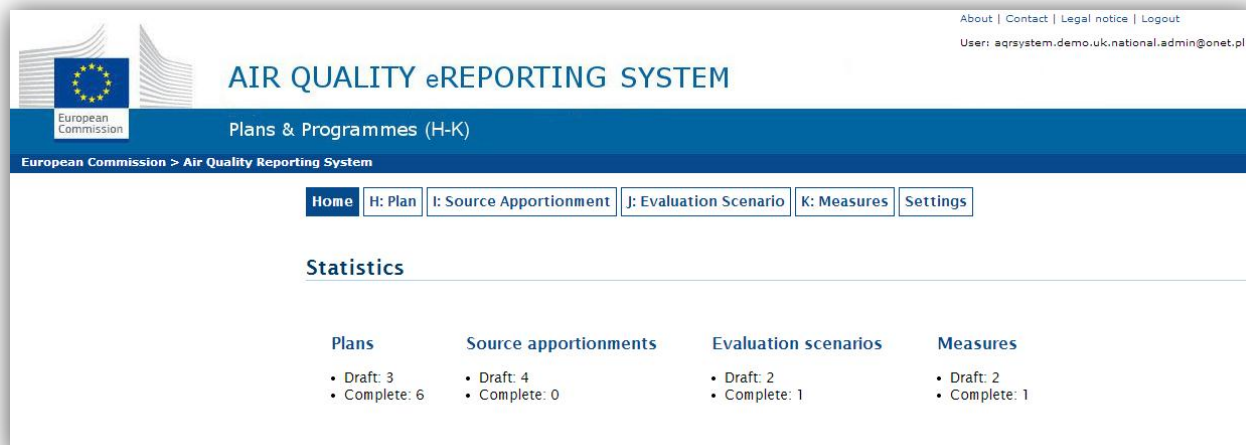 About | Contact | Legal notice | Logout
User: aqrsystem.demo.uk.national.admin@onet.pl
AIR QUALITY eREPORTING SYSTEM
European
Commission
Plans & Programmes (H-K)
European Commission > Air Quality Reporting System
Home H: Plan I: Source Apportionment J: Evaluation Scenario K: Measures Settings
Statistics
Plans Source apportionments Evaluation scenarios Measures
• Draft: 3 • Draft: 4 • Draft: 2 • Draft: 2
• Complete: 6 • Complete: 0 • Complete: 1 • Complete: 1